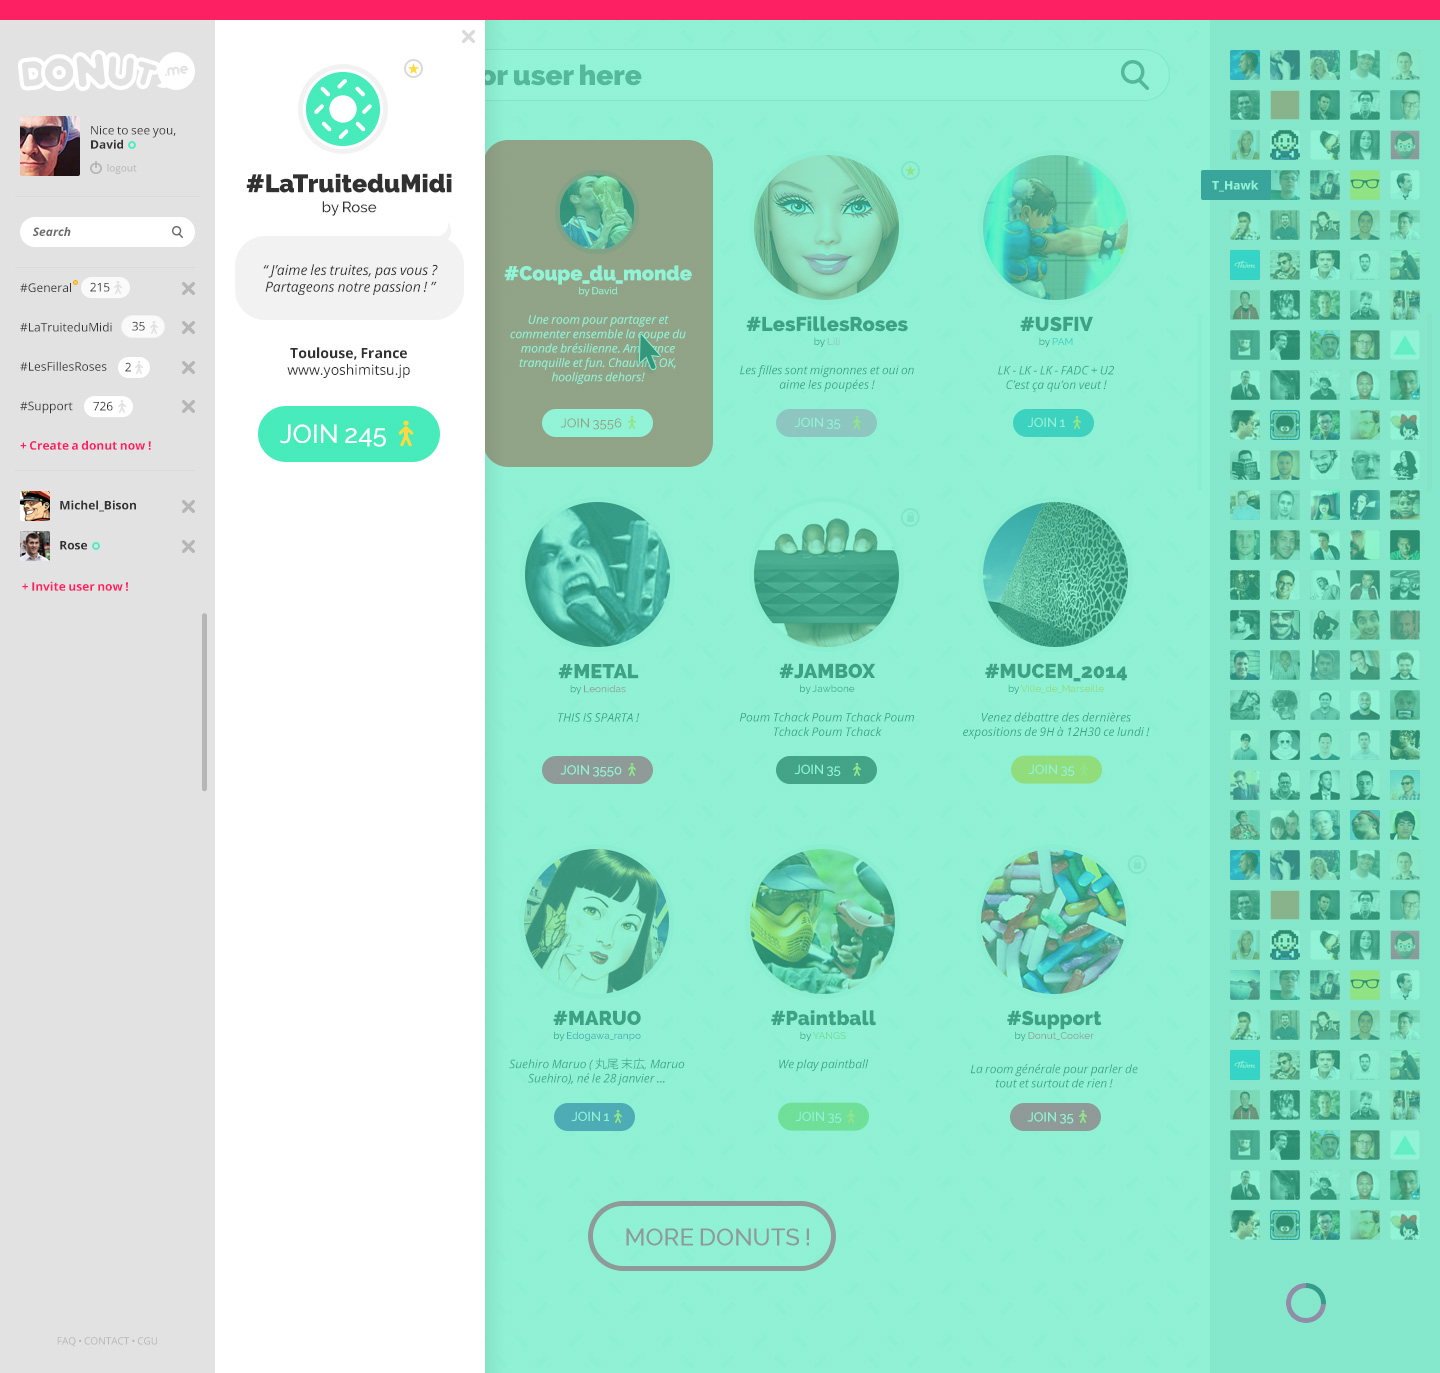 DONUT.me
Nice to see you,
David
logout
Search
#General 215
#LaTruiteduMidi 35
#LesFillesRoses 2
#Support 726
+ Create a donut now !
Michel_Bison
Rose
+ Invite user now !
FAQ • CONTACT • CGU
#LaTruiteduMidi
by Rose
“ J'aime les truites, pas vous ?
Partageons notre passion ! ”
Toulouse, France
www.yoshimitsu.jp
JOIN 245
or user here
#Coupe_du_monde
by David
Une room pour partager et
commenter ensemble la coupe du
monde brésilienne.
tranquille et fun. OK,
hooligans dehors!
JOIN 3556
#LesFillesRoses
by Lili
Les filles sont mignonnes et oui on
aime les poupées !
JOIN 35
#USFIV
by PAM
LK - LK - LK - FADC + U2
C'est ça qu'on veut !
JOIN 1
T_Hawk
#METAL
by Leonidas
THIS IS SPARTA !
JOIN 3550
#JAMBOX
by Jawbone
Poum Tchack Poum Tchack Poum
Tchack Poum Tchack
JOIN 35
#MUCEM_2014
by Ville_de_Marseille
Venez débattre des dernières
expositions de 9H à 12H30 ce lundi !
JOIN 35
#MARUO
by Edogawa_ranpo
Suehiro Maruo ( 丸尾 末広, Maruo
Suehiro), né le 28 janvier ...
JOIN 1
#Paintball
by YANGS
We play paintball
JOIN 35
#Support
by Donut_Cooker
La room générale pour parler de
tout et surtout de rien !
JOIN 35
MORE DONUTS !